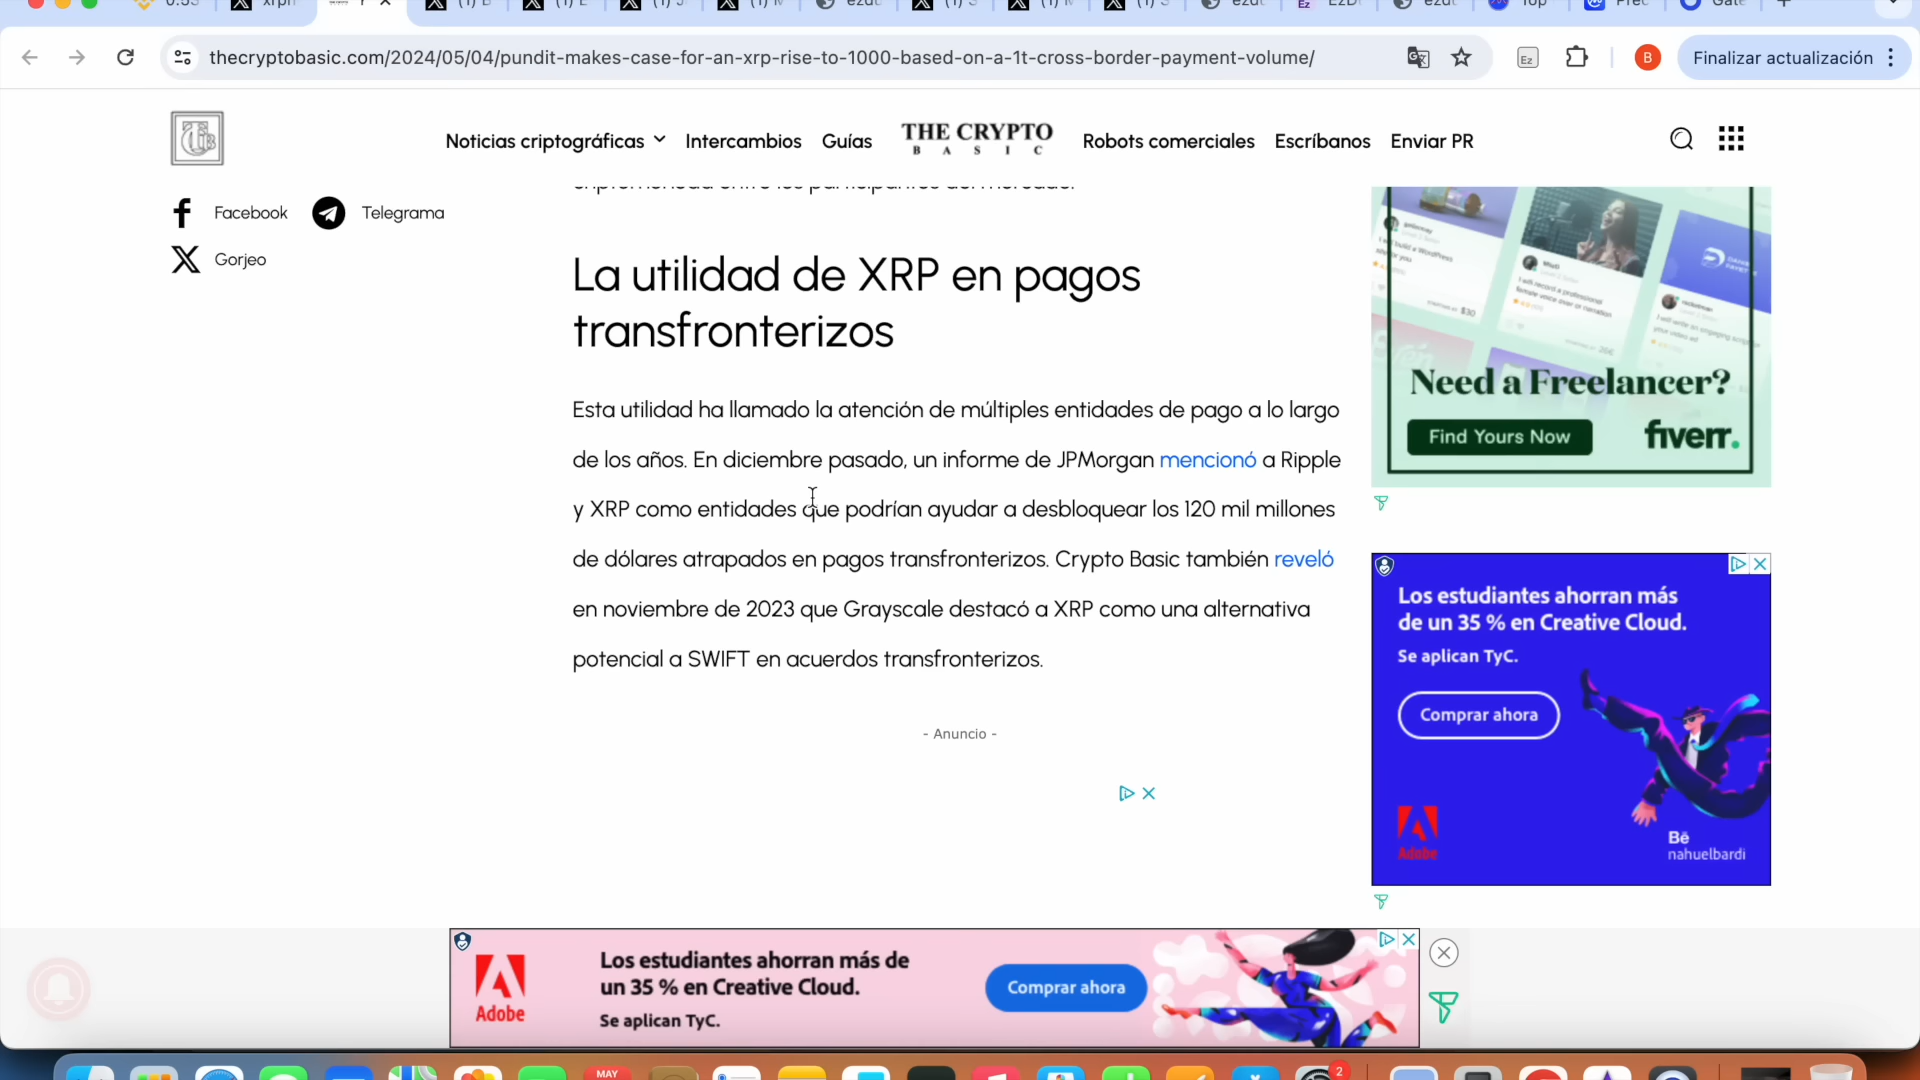 thecryptobasic.com/2024/05/04/pundit-makes-case-for-an-xrp-rise-to-1000-based-on-a-1t-cross-border-payment-volume/
B
Finalizar actualización
Noticias criptográficas
Intercambios
Guías
THE CRYPTO
BASIC
Robots comerciales
Escríbanos
Enviar PR
Facebook
Telegrama
Gorjeo
La utilidad de XRP en pagos
transfronterizos
Esta utilidad ha llamado la atención de múltiples entidades de pago a lo largo
de los años. En diciembre pasado, un informe de JPMorgan mencionó a Ripple
y XRP como entidades que podrían ayudar a desbloquear los 120 mil millones
de dólares atrapados en pagos transfronterizos. Crypto Basic también reveló
en noviembre de 2023 que Grayscale destacó a XRP como una alternativa
potencial a SWIFT en acuerdos transfronterizos.
- Anuncio -
Need a Freelancer?
Find Yours Now
fiverr.
Los estudiantes ahorran más
de un 35 % en Creative Cloud.
Se aplican TyC.
Comprar ahora
Adobe
Bē
nahuelbardi
Adobe
Los estudiantes ahorran más de
un 35 % en Creative Cloud.
Se aplican TyC.
Comprar ahora
MAY
2